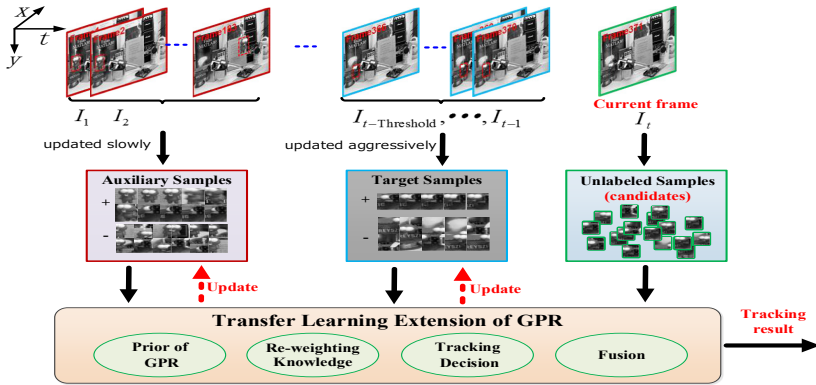 x
t
y
frame2
I1 I2
It−Threshold , ••• , It−1
Current frame
It
updated slowly
updated aggressively
Auxiliary Samples
+
-
Target Samples
+
-
Unlabeled Samples
(candidates)
Update
Update
Transfer Learning Extension of GPR
Prior of
GPR
Re-weighting
Knowledge
Tracking
Decision
Fusion
Tracking
result